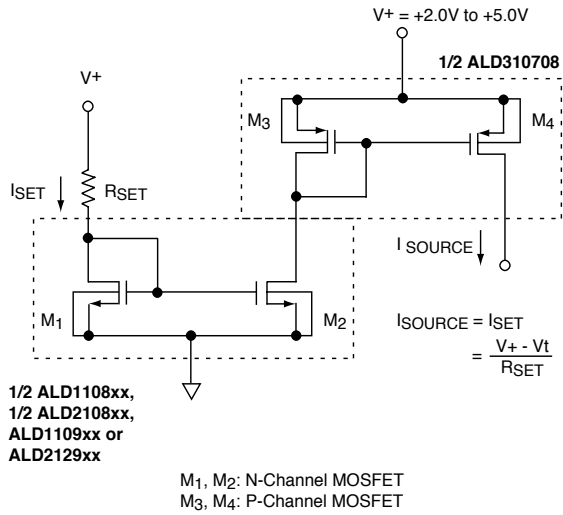 V+ = +2.0V to +5.0V
1/2 ALD310708
V+
M3
M4
ISET
RSET
I SOURCE
M1
M2
ISOURCE = ISET
= V+ - Vt
RSET
1/2 ALD1108xx,
1/2 ALD2108xx,
ALD1109xx or
ALD2129xx
M1, M2: N-Channel MOSFET
M3, M4: P-Channel MOSFET